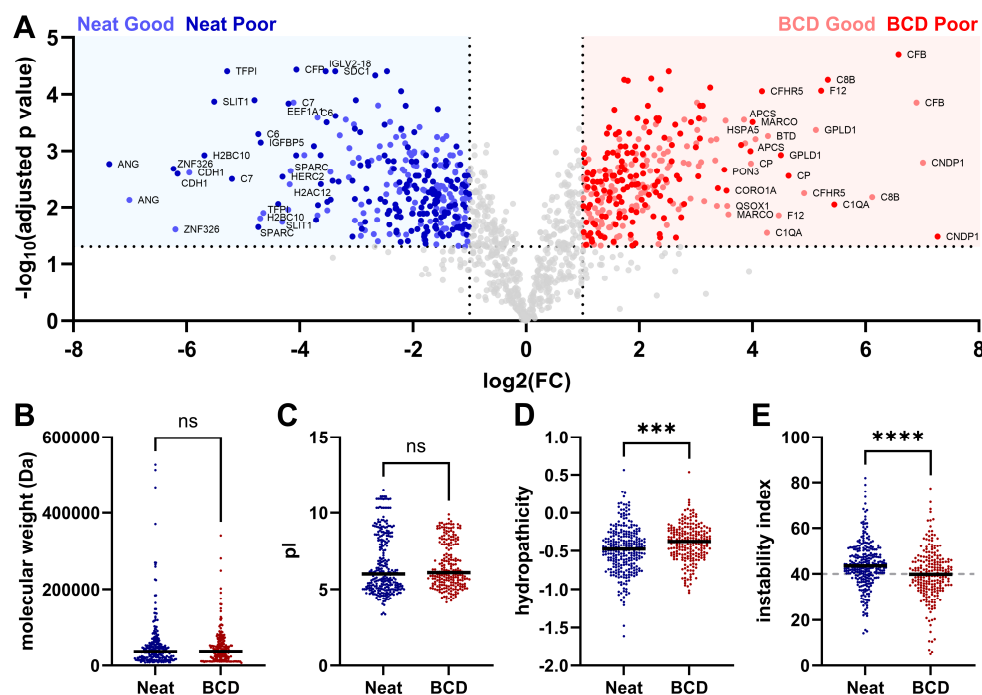 A
Neat Good Neat Poor
BCD Good BCD Poor
5
4
3
2
1
0
-log10(adjusted p value)
-8
-6
-4
-2
0
2
4
6
8
log2(FC)
TFPI
CFP
IGLV2-18
SDC1
SLIT1
C7
EEF1A1
C6
C6
IGFBP5
H2BC10
ANG
ZNF326
CDH1
CDH1
C7
SPARC
HERC2
H2AC12
ANG
TFPI
H2BC10
SLIT1
SPARC
ZNF326
CFB
C8B
CFHR5
F12
CFB
APCS
MARCO
HSPA5
BTD
GPLD1
APCS
GPLD1
CP
CNDP1
PON3
CP
CORO1A
CFHR5
C8B
QSOX1
C1QA
MARCO
F12
C1QA
CNDP1
B
molecular weight (Da)
600000
400000
200000
0
ns
Neat
BCD
C
pI
15
10
5
0
ns
Neat
BCD
D
hydropathicity
1.0
0.5
0.0
-0.5
-1.0
-1.5
-2.0
***
Neat
BCD
E
instability index
100
80
60
40
20
0
****
Neat
BCD